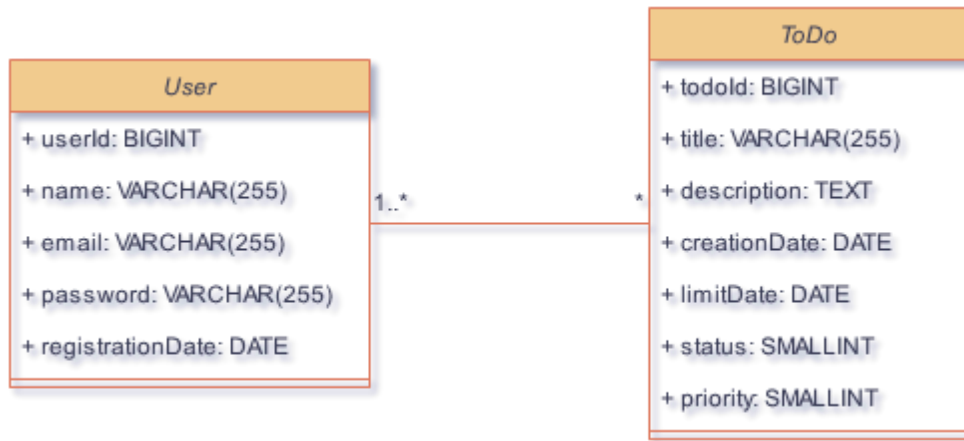 User
+ userId: BIGINT
+ name: VARCHAR(255)
+ email: VARCHAR(255)
+ password: VARCHAR(255)
+ registrationDate: DATE
1..*
*
ToDo
+ todoId: BIGINT
+ title: VARCHAR(255)
+ description: TEXT
+ creationDate: DATE
+ limitDate: DATE
+ status: SMALLINT
+ priority: SMALLINT